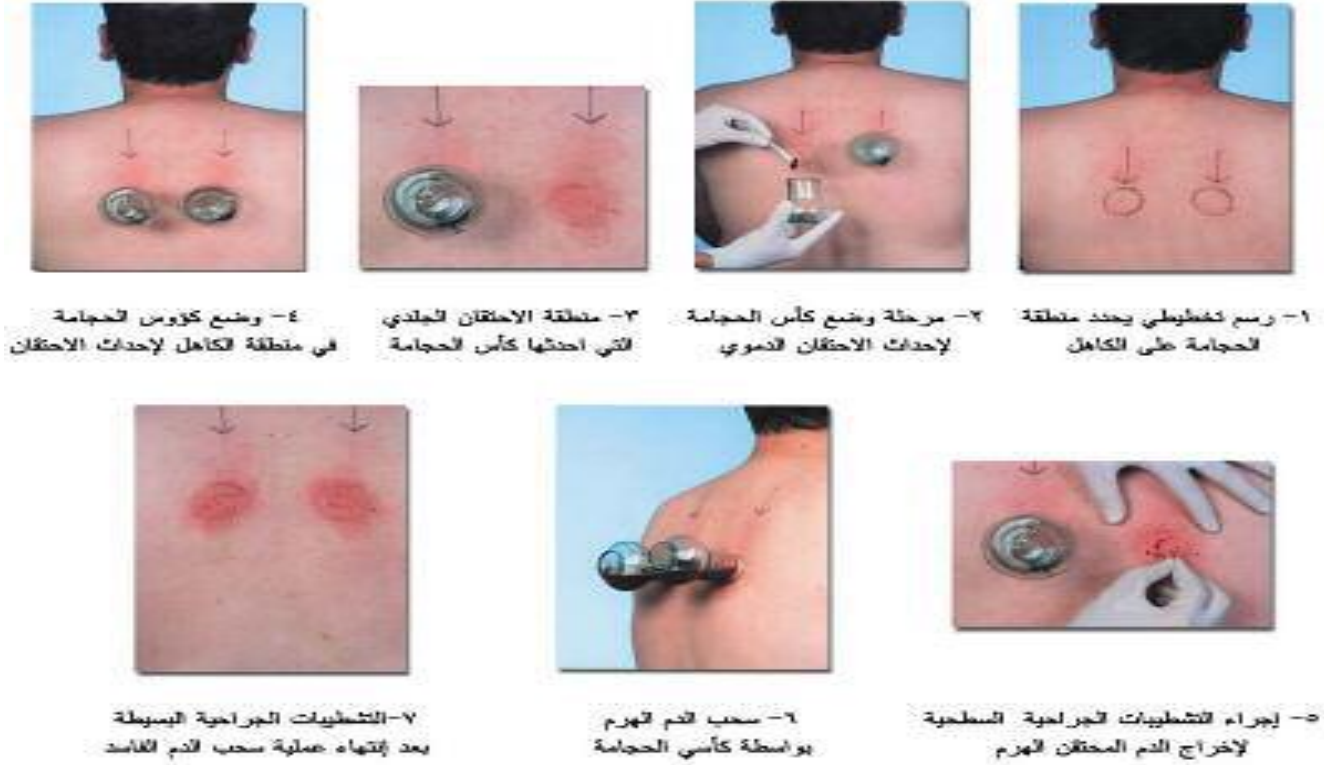 ١- رسم تخطيطي يحدد منطقة
الحجامة على الكاهل
٢- مرحلة وضع كأس الحجامة
لإحداث الاحتقان الدموي
٣- منطقة الاحتقان الجلدي
التي احدثها كأس الحجامة
٤- وضع كؤوس الحجامة
في منطقة الكاهل لإحداث الاحتقان
٥- إجراء التشطيبات الجراحية السطحية
لإخراج الدم المحتقن الهرم
٦- سحب الدم الهرم
بواسطة كأسي الحجامة
٧-التشطيبات الجراحية البسيطة
بعد إنتهاء عملية سحب الدم الفاسد